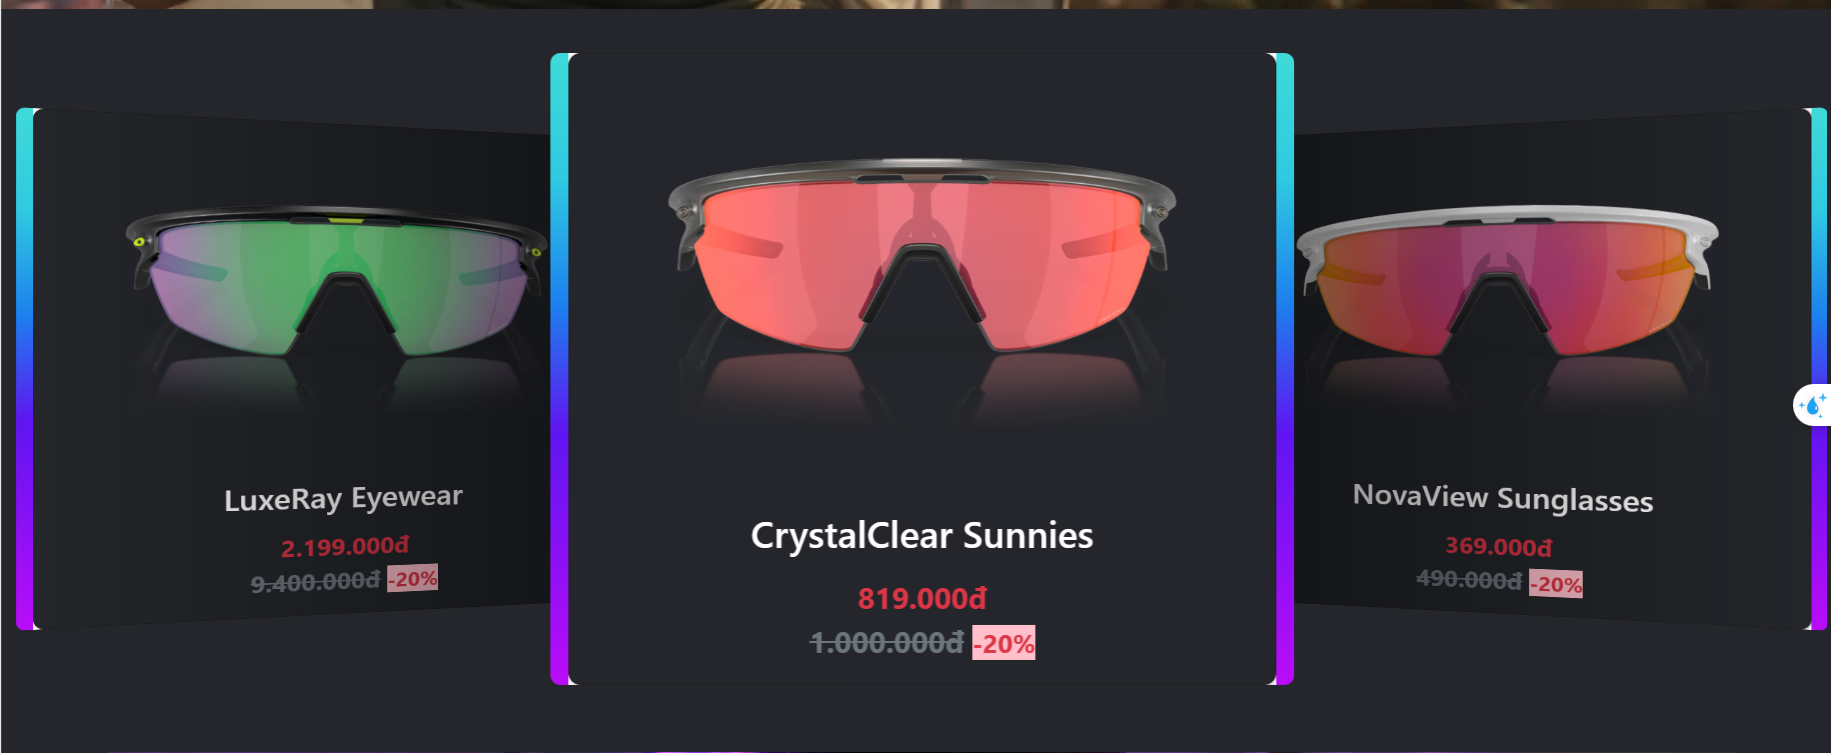 LuxeRay Eyewear
2.199.000đ
9.400.000đ -20%
CrystalClear Sunnies
819.000đ
1.000.000đ -20%
NovaView Sunglasses
369.000đ
490.000đ -20%